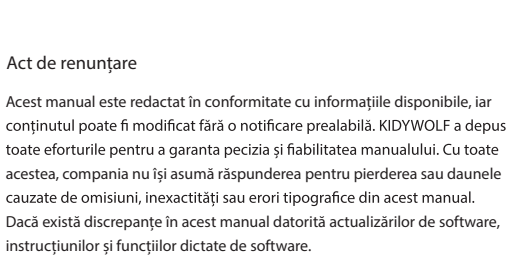 Act de renunțare
Acest manual este redactat în conformitate cu informațiile disponibile, iar
conținutul poate fi modificat fără o notificare prealabilă. KIDYWOLF a depus
toate eforturile pentru a garanta pecizia și fiabilitatea manualului. Cu toate
acestea, compania nu își asumă răspunderea pentru pierderea sau daunele
cauzate de omisiuni, inexactități sau erori tipografice din acest manual.
Dacă există discrepanțe în acest manual datorită actualizărilor de software,
instrucțiunilor și funcțiilor dictate de software.